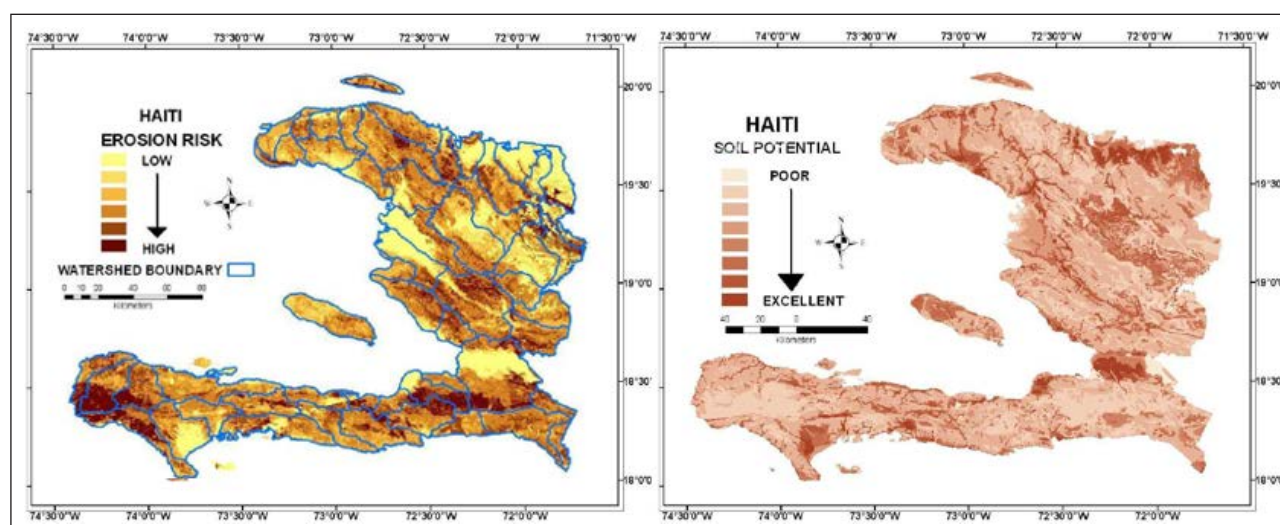 74°30'0"W 74°0'0"W 73°30'0"W 73°0'0"W 72°30'0"W 72°0'0"W 71°30'0"W
HAITI
EROSION RISK
LOW
HIGH
WATERSHED BOUNDARY
0 10 20 40 60 80
Kilometers
N
W E
S
20°0'0"
19°30'0"
19°0'0"
18°30'0"
18°0'0"
74°30'0"W 74°0'0"W 73°30'0"W 73°0'0"W 72°30'0"W 72°0'0"W
74°30'0"W 74°0'0"W 73°30'0"W 73°0'0"W 72°30'0"W 72°0'0"W 71°30'0"W
HAITI
SOIL POTENTIAL
POOR
EXCELLENT
40 20 0 40
Kilometers
N
W E
S
20°0'0"N
19°30'0"N
19°0'0"N
18°30'0"N
18°0'0"N
74°30'0"W 74°0'0"W 73°30'0"W 73°0'0"W 72°30'0"W 72°0'0"W